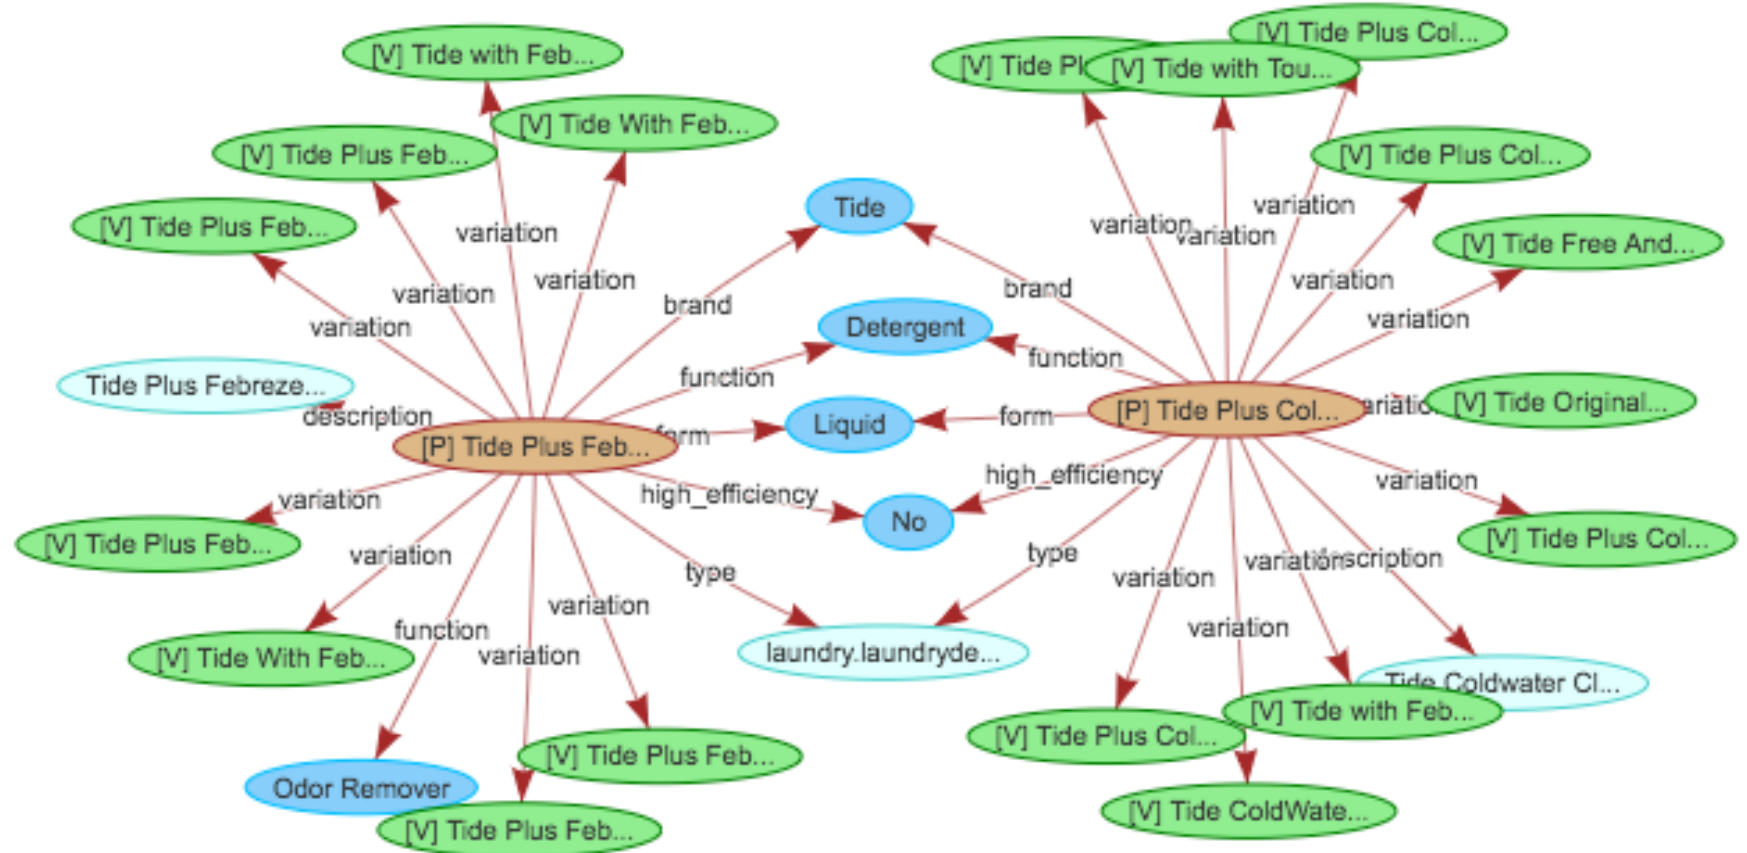 [V] Tide Plus Col...
[V] Tide with Feb...
[V] Tide Pl
[V] Tide with Tou...
[V] Tide With Feb...
[V] Tide Plus Feb...
[V] Tide Plus Col...
Tide
[V] Tide Plus Feb...
variation
variation
variation
variation
[V] Tide Free And...
variation
variation
variation
brand
brand
variation
variation
Detergent
variation
function
function
Tide Plus Febreze...
description
[P] Tide Plus Feb...
form
Liquid
form
[P] Tide Plus Col...
[V] Tide Original...
high_efficiency
high_efficiency
variation
variation
No
[V] Tide Plus Feb...
[V] Tide Plus Col...
variation
type
type
variation
variation
variation
function
variation
variation
[V] Tide With Feb...
laundry.laundryde...
Tide Coldwater Cl...
[V] Tide with Feb...
[V] Tide Plus Col...
[V] Tide Plus Feb...
Odor Remover
[V] Tide ColdWate...
[V] Tide Plus Feb...